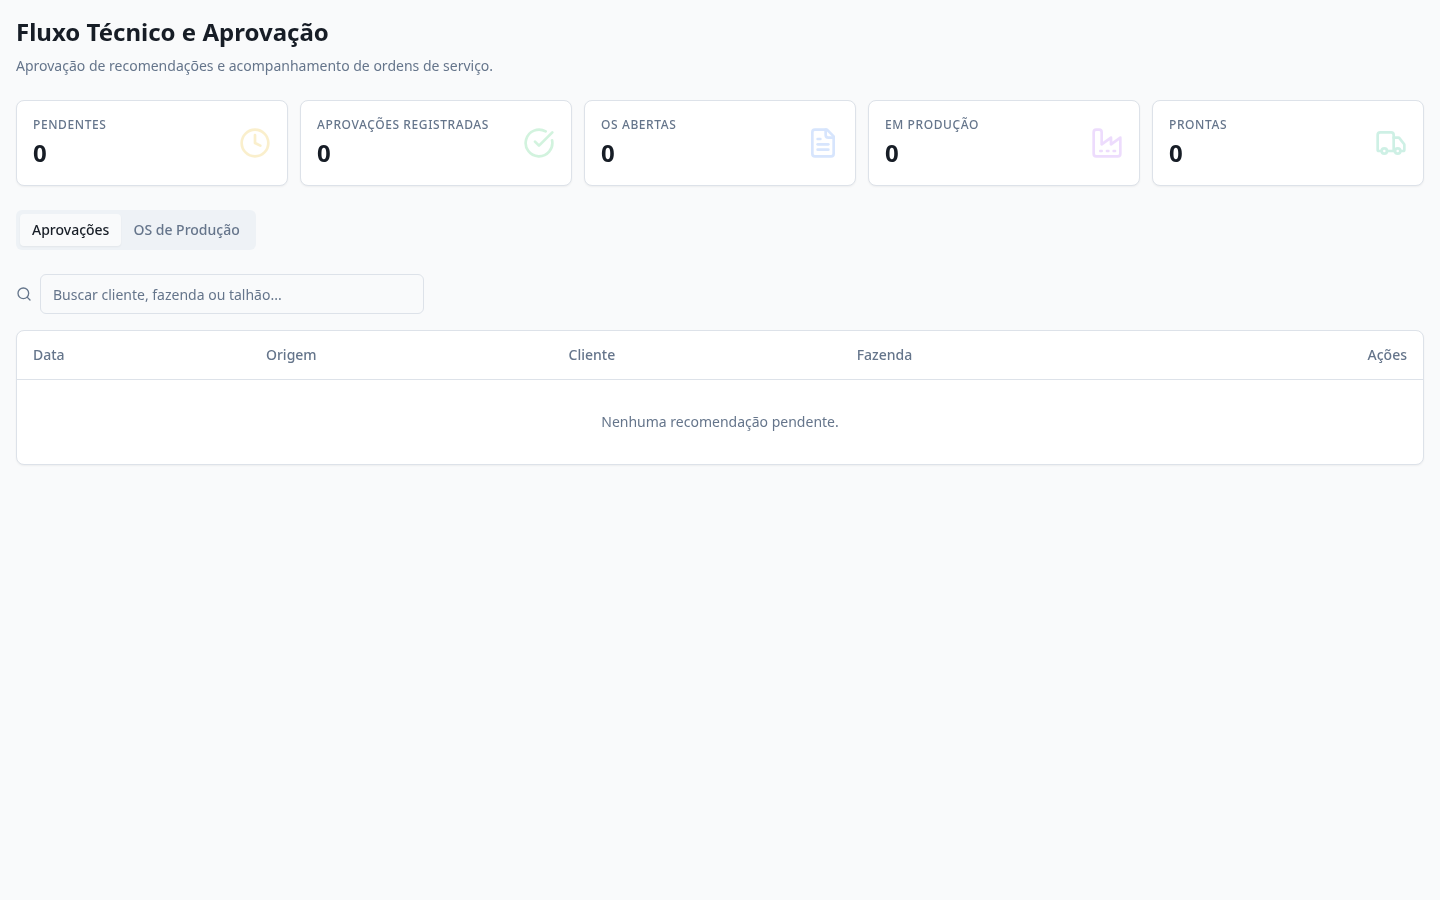 Fluxo Técnico e Aprovação
Aprovação de recomendações e acompanhamento de ordens de serviço.
PENDENTES
0
APROVAÇÕES REGISTRADAS
0
OS ABERTAS
0
EM PRODUÇÃO
0
PRONTAS
0
Aprovações OS de Produção
Buscar cliente, fazenda ou talhão...
Data Origem Cliente Fazenda Ações
Nenhuma recomendação pendente.